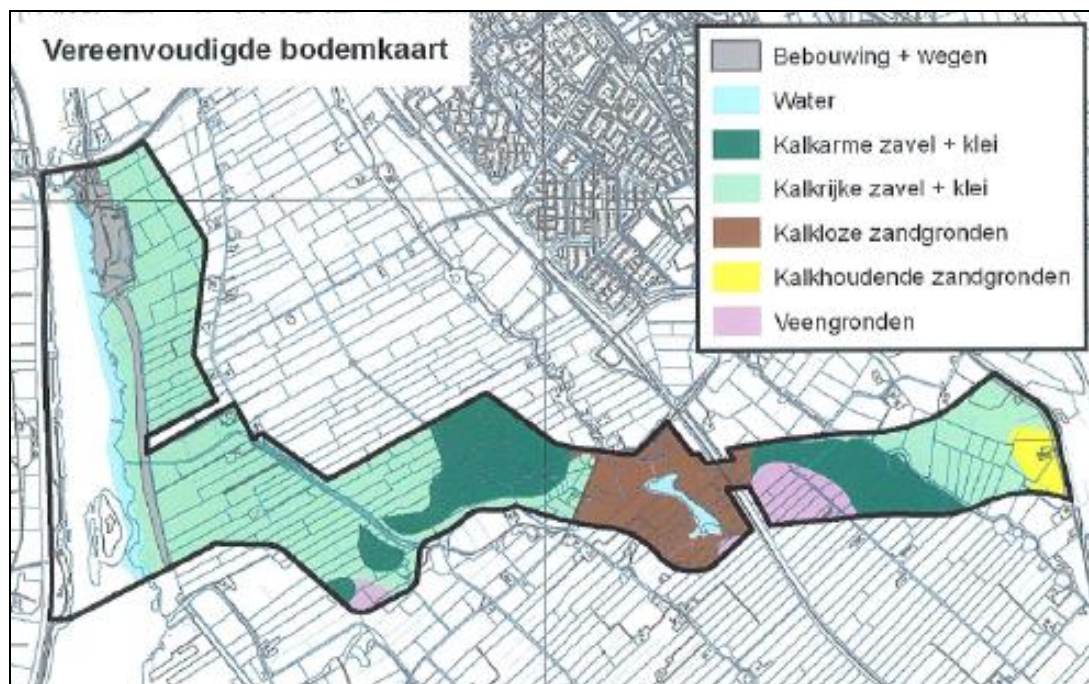 Vereenvoudigde bodemkaart
Bebouwing + wegen
Water
Kalkarme zavel + klei
Kalkrijke zavel + klei
Kalkloze zandgronden
Kalkhoudende zandgronden
Veengronden